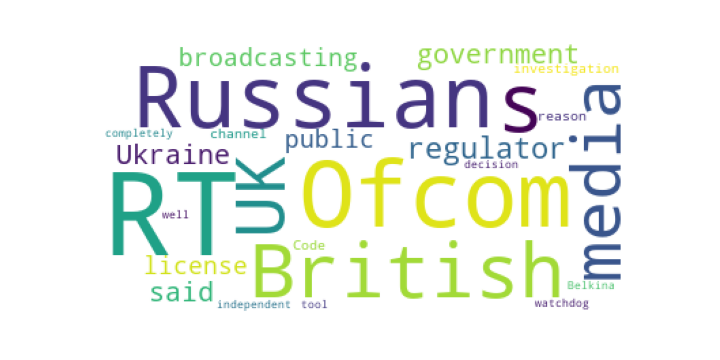 broadcasting government
investigation
Russian s media
reason
completely channel public regulator
Ukraine UK decision
RT Ofcom
well
Code British
license
said Belkina
independent tool watchdog